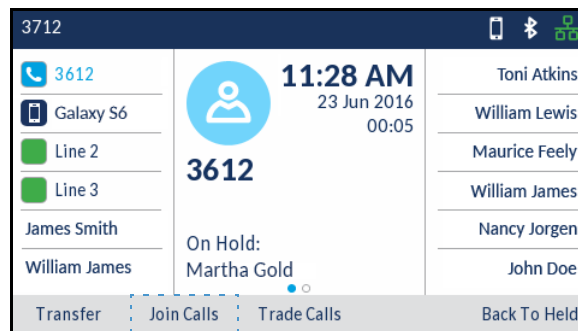 3712
3612
Galaxy S6
Line 2
Line 3
James Smith
William James
11:28 AM
23 Jun 2016
00:05
3612
On Hold:
Martha Gold
Toni Atkins
William Lewis
Maurice Feely
William James
Nancy Jorgen
John Doe
Transfer
Join Calls
Trade Calls
Back To Held